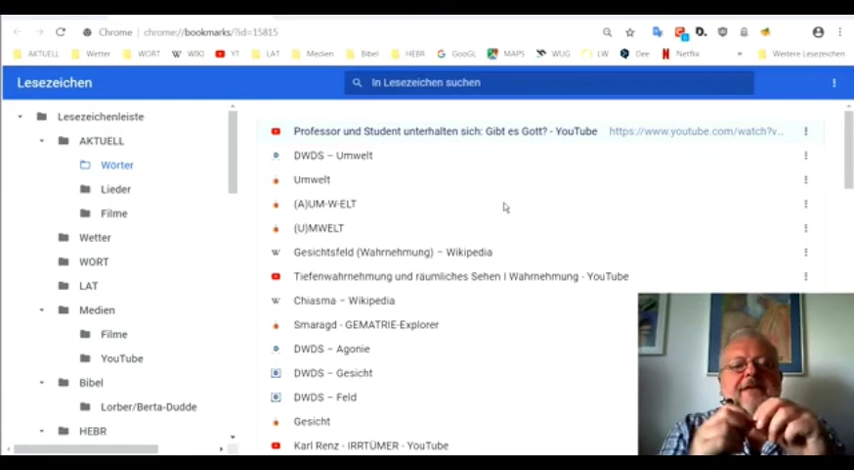 Chrome | chrome://bookmarks/?id=15815
AKTUELL Wetter WORT WIKI YT LAT Medien Bibel HEBR GooGL MAPS WUG LW Dee Netflix » Weitere Lesezeichen
Lesezeichen
In Lesezeichen suchen
Lesezeichenleiste
AKTUELL
Wörter
Lieder
Filme
Wetter
WORT
LAT
Medien
Filme
YouTube
Bibel
Lorber/Berta-Dudde
HEBR
Professor und Student unterhalten sich: Gibt es Gott? - YouTube https://www.youtube.com/watch?v...
DWDS – Umwelt
Umwelt
(A)UM-W-ELT
(U)MWELT
Gesichtsfeld (Wahrnehmung) – Wikipedia
Tiefenwahrnehmung und räumliches Sehen I Wahrnehmung - YouTube
Chiasma – Wikipedia
Smaragd - GEMATRIE-Explorer
DWDS – Agonie
DWDS – Gesicht
DWDS – Feld
Gesicht
Karl Renz - IRRTÜMER - YouTube